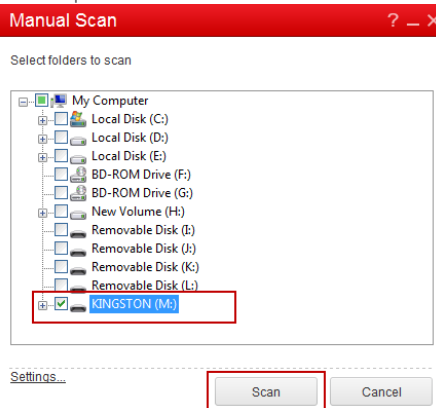 Manual Scan ? _ X
Select folders to scan
My Computer
Local Disk (C:)
Local Disk (D:)
Local Disk (E:)
BD-ROM Drive (F:)
BD-ROM Drive (G:)
New Volume (H:)
Removable Disk (I:)
Removable Disk (J:)
Removable Disk (K:)
Removable Disk (L:)
KINGSTON (M:)
Settings...
Scan Cancel